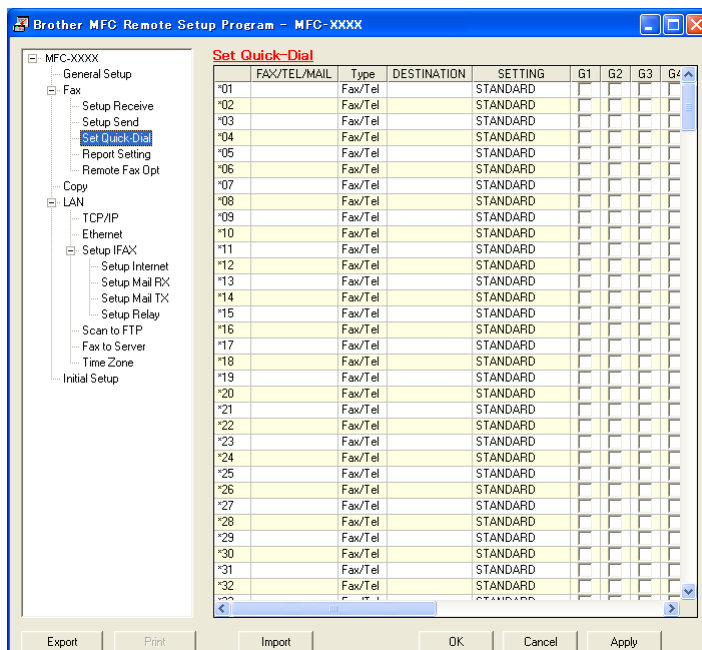 Brother MFC Remote Setup Program - MFC-XXXX
MFC-XXXX
General Setup
Fax
Setup Receive
Setup Send
Set Quick-Dial
Report Setting
Remote Fax Opt
Copy
LAN
TCP/IP
Ethernet
Setup IFAX
Setup Internet
Setup Mail RX
Setup Mail TX
Setup Relay
Scan to FTP
Fax to Server
Time Zone
Initial Setup
Set Quick-Dial
FAX/TEL/MAIL Type DESTINATION SETTING G1 G2 G3 G4
*01 Fax/Tel STANDARD
*02 Fax/Tel STANDARD
*03 Fax/Tel STANDARD
*04 Fax/Tel STANDARD
*05 Fax/Tel STANDARD
*06 Fax/Tel STANDARD
*07 Fax/Tel STANDARD
*08 Fax/Tel STANDARD
*09 Fax/Tel STANDARD
*10 Fax/Tel STANDARD
*11 Fax/Tel STANDARD
*12 Fax/Tel STANDARD
*13 Fax/Tel STANDARD
*14 Fax/Tel STANDARD
*15 Fax/Tel STANDARD
*16 Fax/Tel STANDARD
*17 Fax/Tel STANDARD
*18 Fax/Tel STANDARD
*19 Fax/Tel STANDARD
*20 Fax/Tel STANDARD
*21 Fax/Tel STANDARD
*22 Fax/Tel STANDARD
*23 Fax/Tel STANDARD
*24 Fax/Tel STANDARD
*25 Fax/Tel STANDARD
*26 Fax/Tel STANDARD
*27 Fax/Tel STANDARD
*28 Fax/Tel STANDARD
*29 Fax/Tel STANDARD
*30 Fax/Tel STANDARD
*31 Fax/Tel STANDARD
*32 Fax/Tel STANDARD
Export Print Import OK Cancel Apply